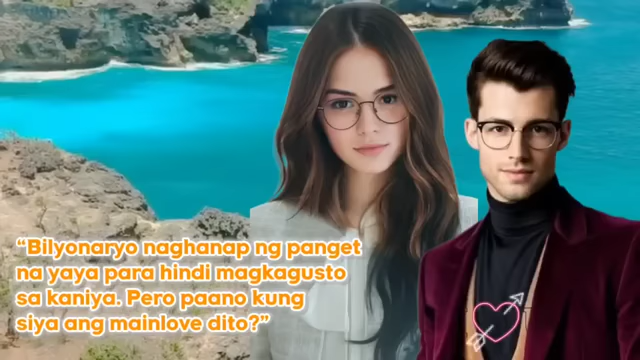 “Bilyonaryo naghanap ng panget
na yaya para hindi magkagusto
sa kaniya. Pero paano kung
siya ang mainlove dito?”